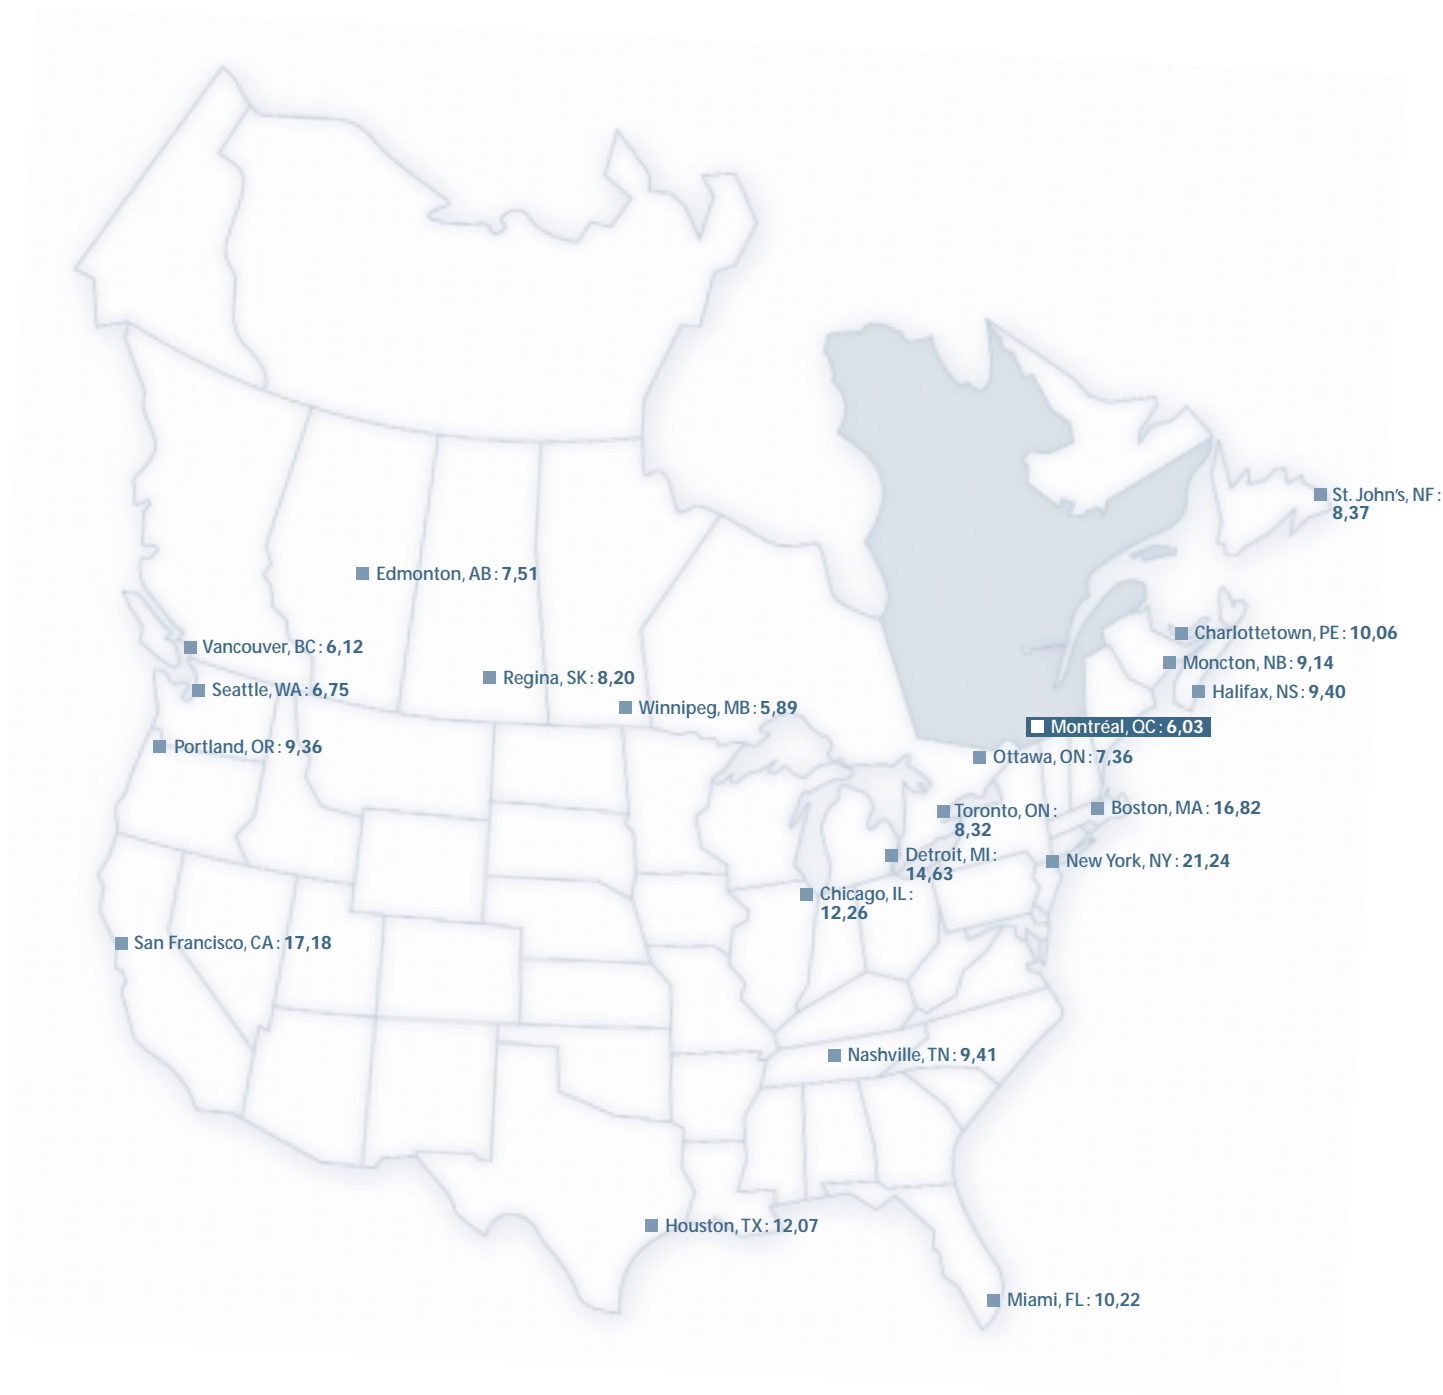 St. John's, NF :
8,37
Edmonton, AB : 7,51
Charlottetown, PE : 10,06
Vancouver, BC : 6,12
Moncton, NB : 9,14
Regina, SK : 8,20
Seattle, WA : 6,75
Halifax, NS : 9,40
Winnipeg, MB : 5,89
Montréal, QC : 6,03
Portland, OR : 9,36
Ottawa, ON : 7,36
Boston, MA : 16,82
Toronto, ON :
8,32
Detroit, MI :
14,63
New York, NY : 21,24
Chicago, IL :
12,26
San Francisco, CA : 17,18
Nashville, TN : 9,41
Houston, TX : 12,07
Miami, FL : 10,22